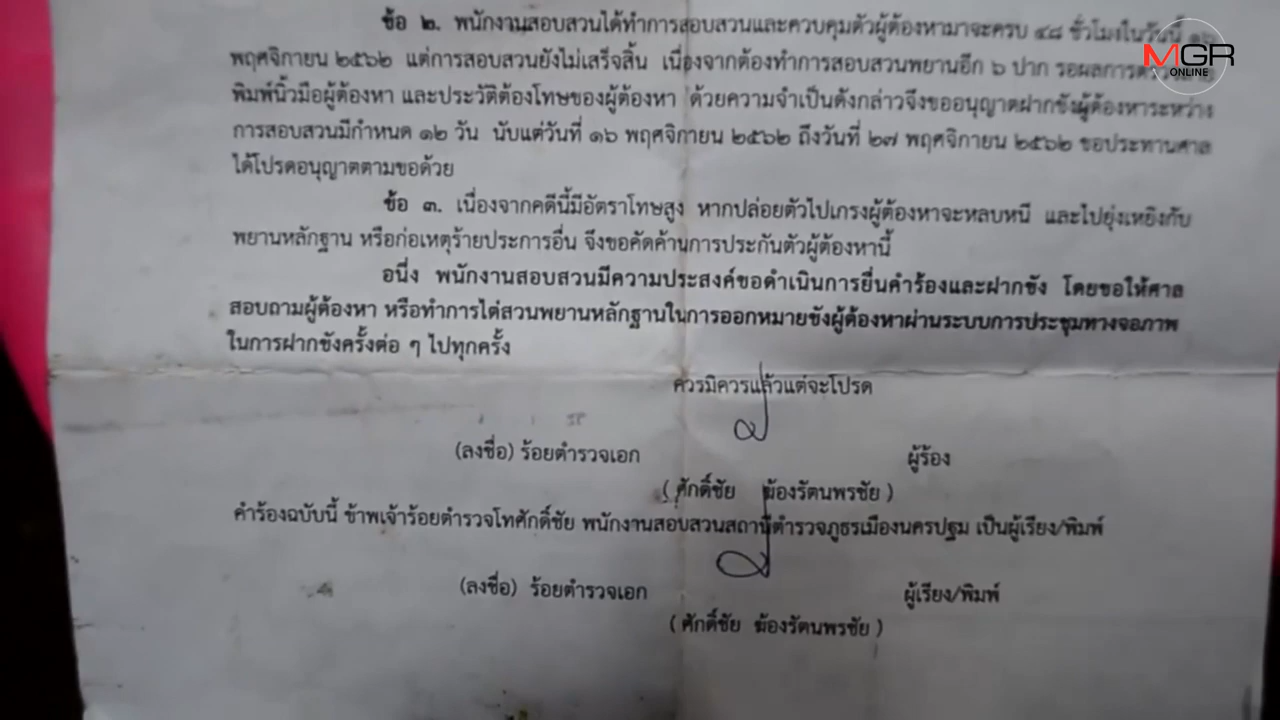 ข้อ ๒. พนักงานสอบสวนได้ทำการสอบสวนและควบคุมตัวผู้ต้องหามาจะครบ ๔๘ ชั่วโมงในวันนี้ ๑๖
MGR
ONLINE
พฤศจิกายน ๒๕๖๒ แต่การสอบสวนยังไม่เสร็จสิ้น เนื่องจากต้องทำการสอบสวนพยานอีก ๖ ปาก รอผลการ
พิมพ์นิ้วมือผู้ต้องหา และประวัติต้องโทษของผู้ต้องหา ด้วยความจำเป็นดังกล่าวจึงขออนุญาตฝากขังผู้ต้องหาระหว่าง
การสอบสวนมีกำหนด ๑๒ วัน นับแต่วันที่ ๑๖ พฤศจิกายน ๒๕๖๒ ถึงวันที่ ๒๗ พฤศจิกายน ๒๕๖๒ ขอประทานศาล
ได้โปรดอนุญาตตามขอด้วย
ข้อ ๓. เนื่องจากคดีนี้มีอัตราโทษสูง หากปล่อยตัวไปเกรงผู้ต้องหาจะหลบหนี และไปยุ่งเหยิงกับ
พยานหลักฐาน หรือก่อเหตุร้ายประการอื่น จึงขอคัดค้านการประกันตัวผู้ต้องหานี้
อนึ่ง พนักงานสอบสวนมีความประสงค์ขอดำเนินการยื่นคำร้องและฝากขัง โดยขอให้ศาล
สอบถามผู้ต้องหา หรือทำการไต่สวนพยานหลักฐานในการออกหมายขังผู้ต้องหาผ่านระบบการประชุมทางจอภาพ
ในการฝากขังครั้งต่อ ๆ ไปทุกครั้ง
ควรมิควรแล้วแต่จะโปรด
(ลงชื่อ) ร้อยตำรวจเอก ผู้ร้อง
( ศักดิ์ชัย ฆ้องรัตนพรชัย )
คำร้องฉบับนี้ ข้าพเจ้าร้อยตำรวจโทศักดิ์ชัย พนักงานสอบสวนสถานีตำรวจภูธรเมืองนครปฐม เป็นผู้เรียง/พิมพ์
(ลงชื่อ) ร้อยตำรวจเอก ผู้เรียง/พิมพ์
( ศักดิ์ชัย ฆ้องรัตนพรชัย )